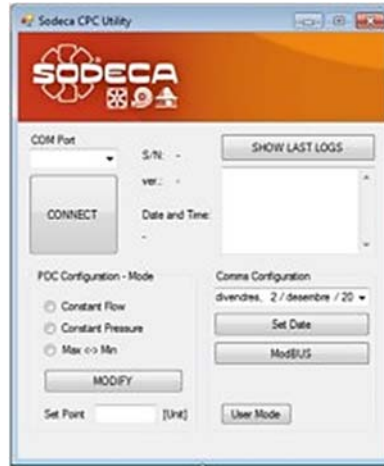 Sodeca CPC Utility
SODECA
COM Port
S/N: -
SHOW LAST LOGS
ver.: -
CONNECT
Date and Time:
-
PDC Configuration - Mode
Comms Configuration
Constant Flow
divendres, 2 / desembre / 20
Constant Pressure
Set Date
Max <-> Min
ModBUS
MODIFY
Set Point [Unit]
User Mode